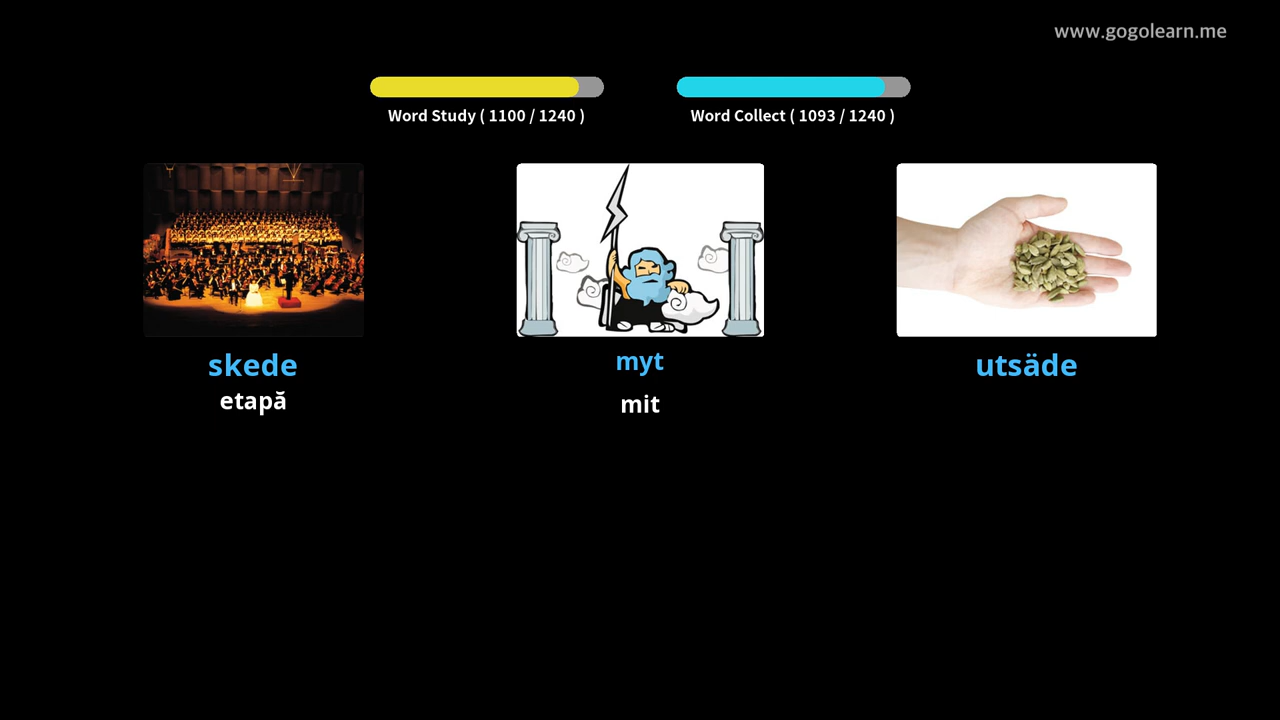 www.gogolearn.me
Word Study ( 1100 / 1240 )
Word Collect ( 1093 / 1240 )
skede
etapă
myt
mit
utsäde